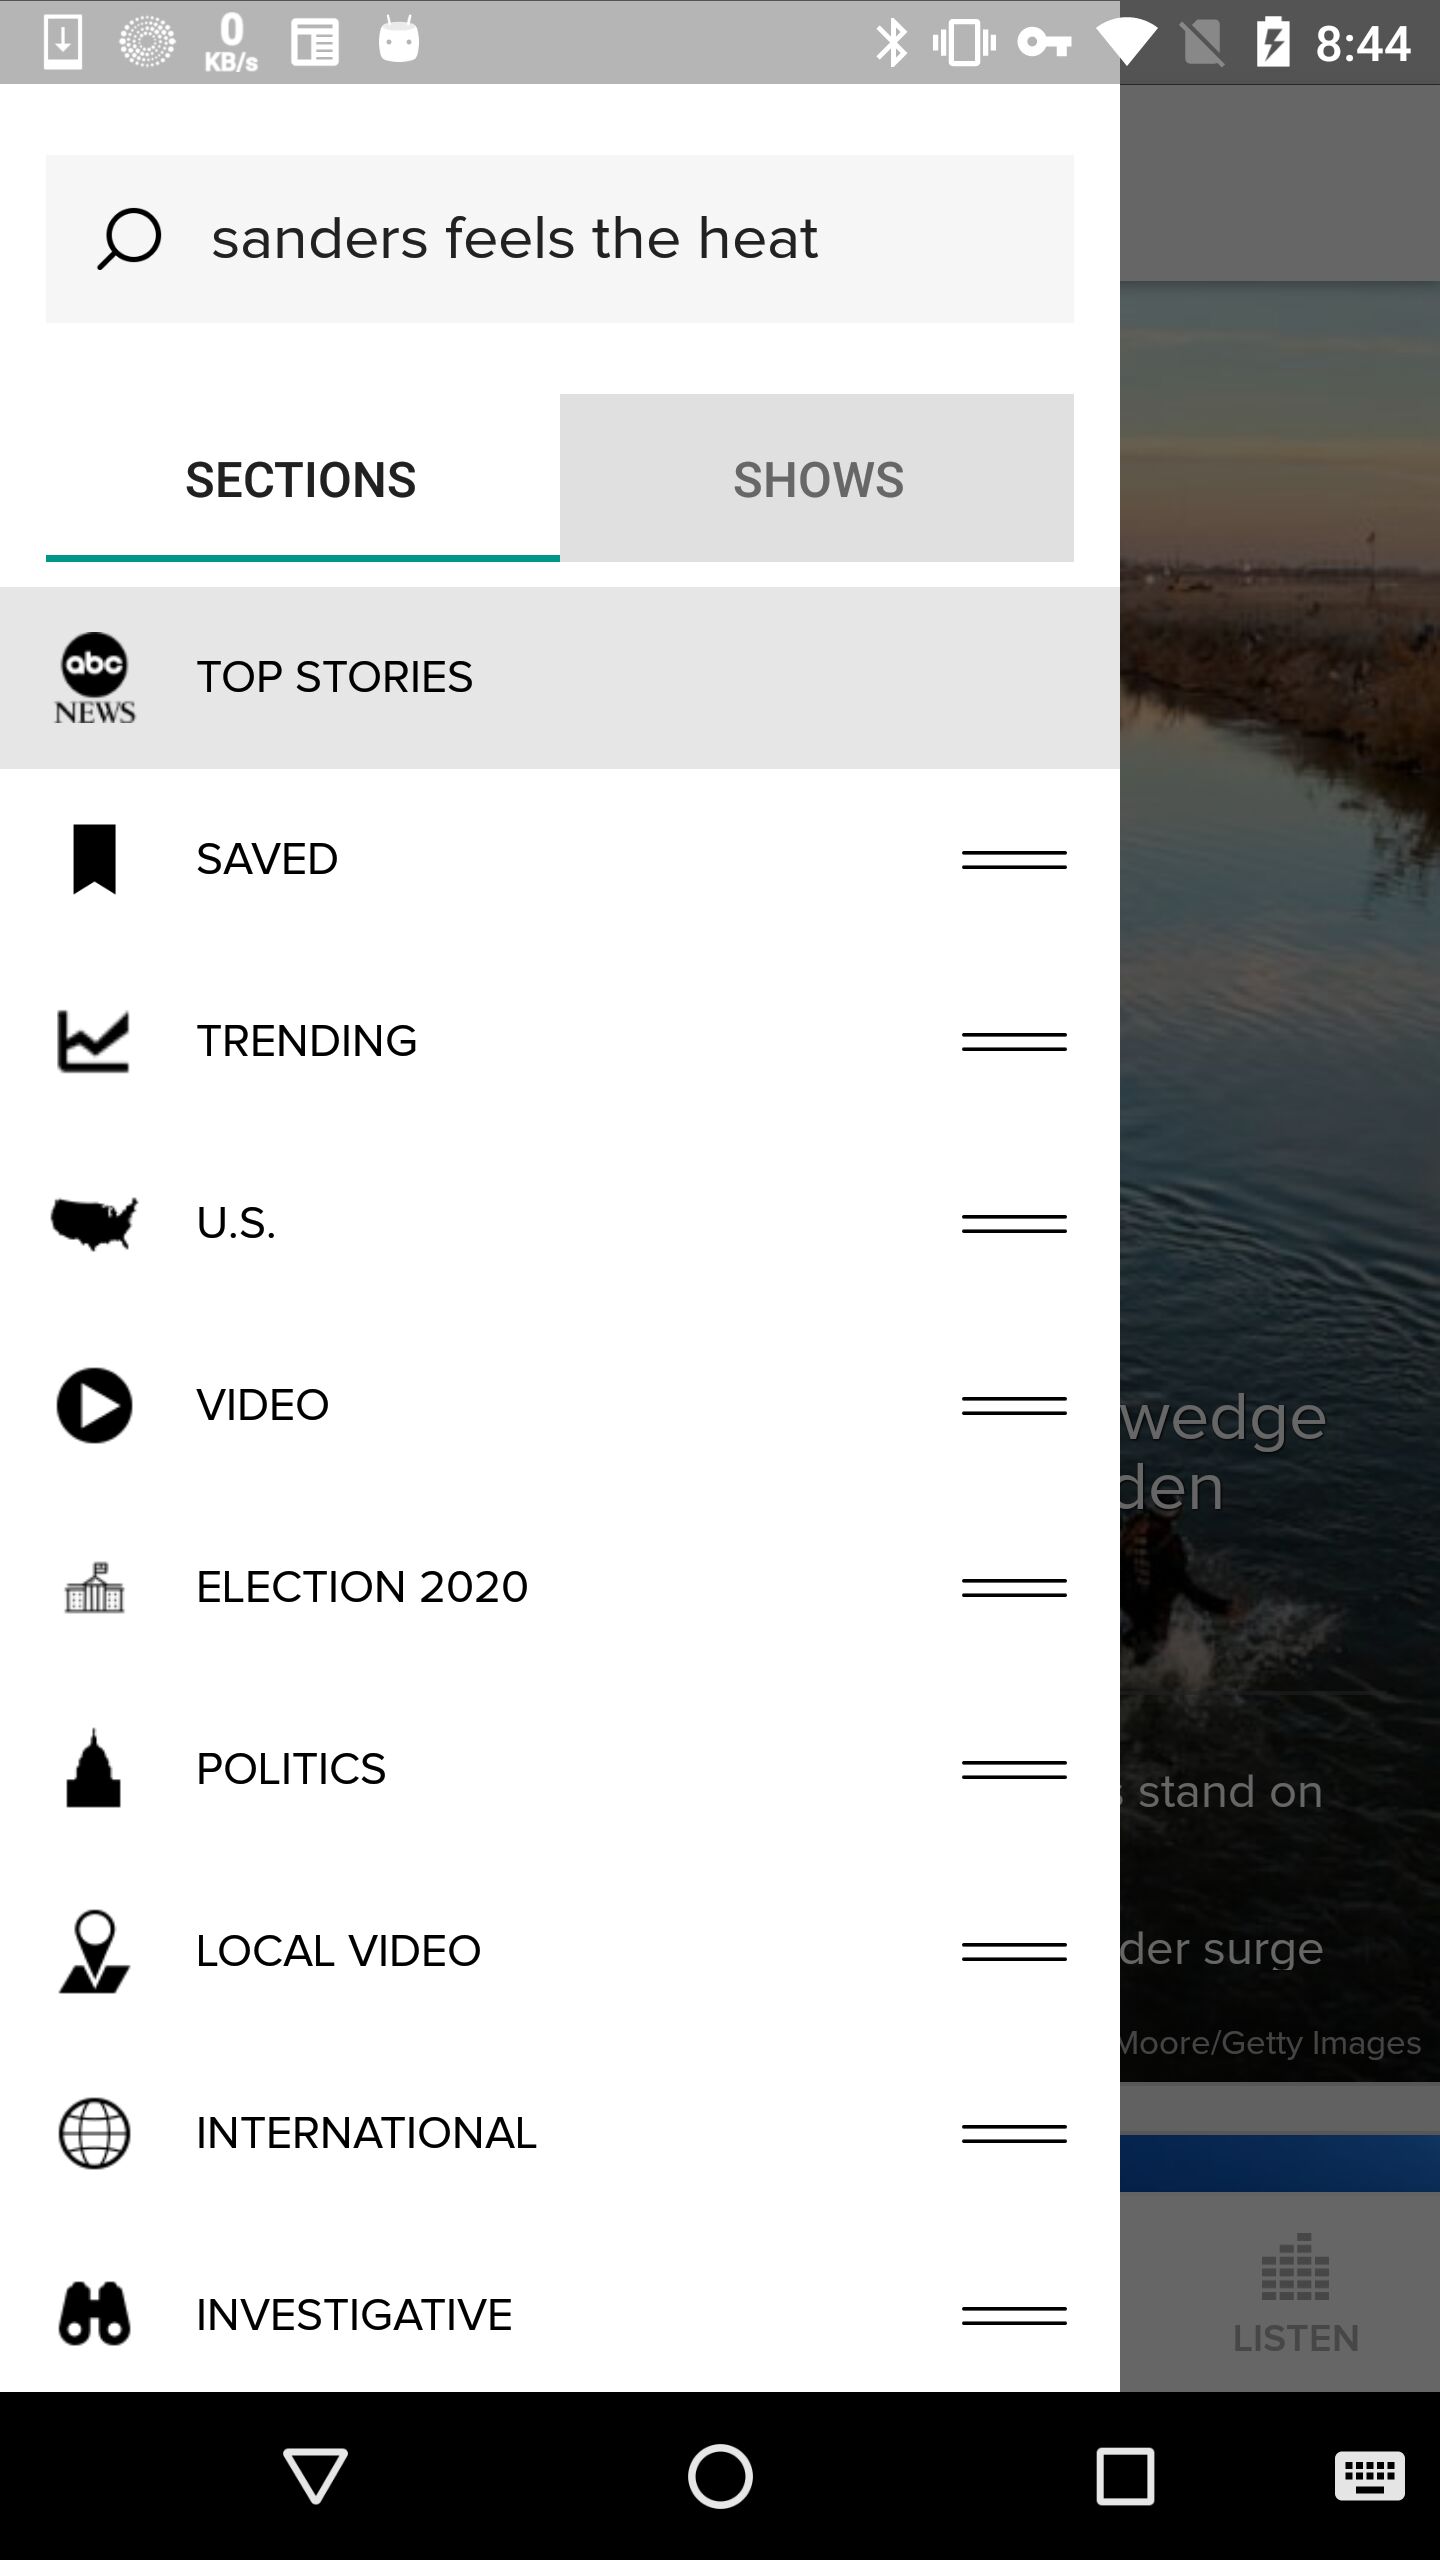 0
KB/s
8:44
sanders feels the heat
SECTIONS
SHOWS
abc
NEWS
TOP STORIES
SAVED
TRENDING
U.S.
VIDEO
wedge
den
ELECTION 2020
POLITICS
stand on
LOCAL VIDEO
der surge
Moore/Getty Images
INTERNATIONAL
INVESTIGATIVE
LISTEN